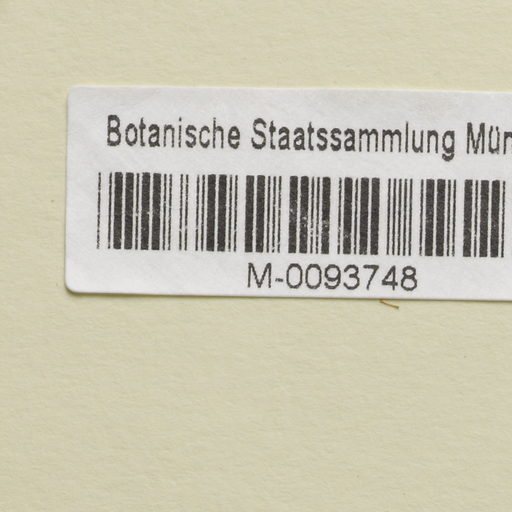 Botanische Staatssammlung Mün
M-0093748